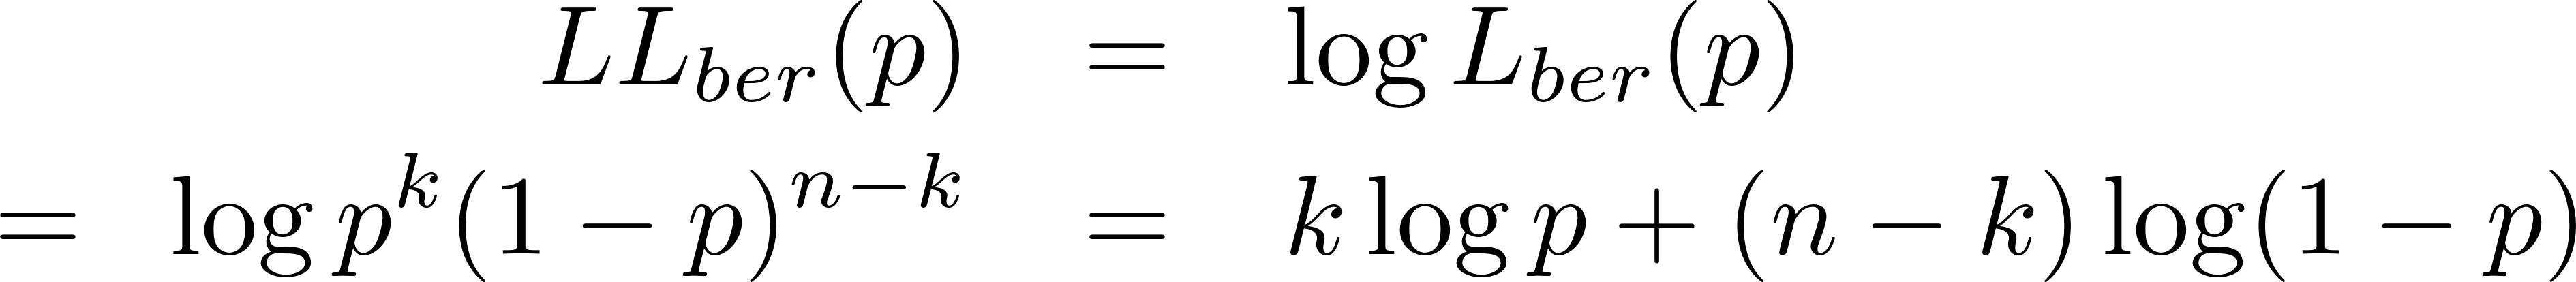 LL_{ber}(p) = log L_{ber}(p)
= log p^k(1 − p)^{n−k} = k log p + (n − k) log(1 − p)